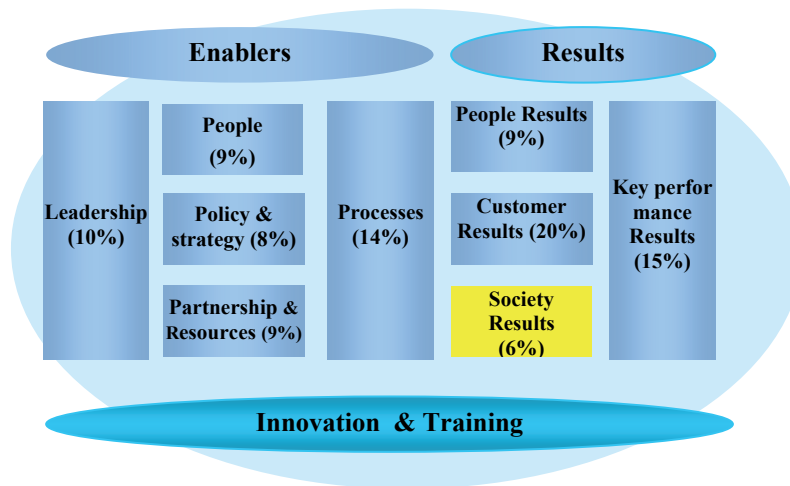 Enablers
Results
Leadership
(10%)
People
(9%)
Policy &
strategy (8%)
Partnership &
Resources (9%)
Processes
(14%)
People Results
(9%)
Customer
Results (20%)
Society
Results
(6%)
Key perfor
mance
Results
(15%)
Innovation & Training